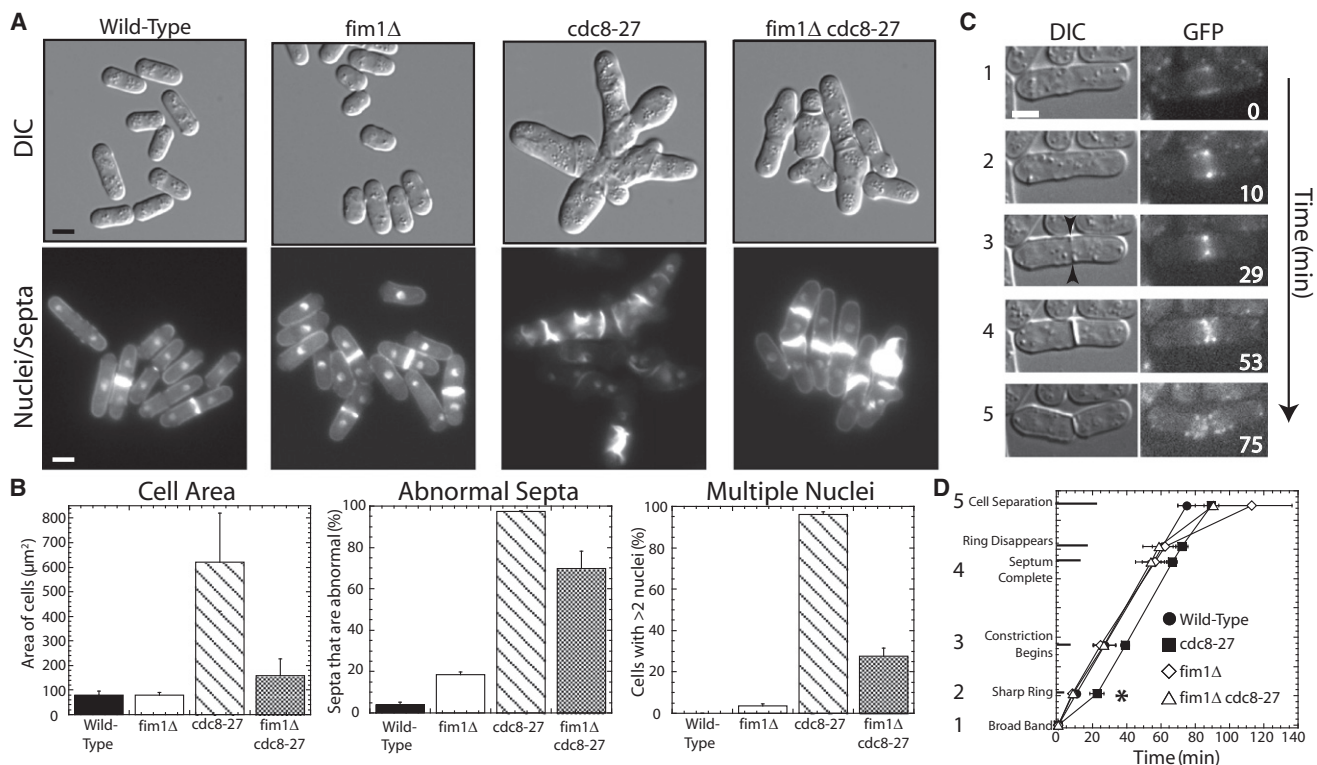 A
Wild-Type
fim1Δ
cdc8-27
fim1Δ cdc8-27
DIC
Nuclei/Septa
B
Cell Area
Area of cells (µm²)
800
700
600
500
400
300
200
100
0
Wild-
Type
fim1Δ
cdc8-27
fim1Δ
cdc8-27
Abnormal Septa
Septa that are abnormal (%)
100
80
60
40
20
0
Wild-
Type
fim1Δ
cdc8-27
fim1Δ
cdc8-27
Multiple Nuclei
Cells with >2 nuclei (%)
100
80
60
40
20
0
Wild-
Type
fim1Δ
cdc8-27
fim1Δ
cdc8-27
C
DIC
GFP
1
0
2
10
3
29
4
53
5
75
Time (min)
D
5 Cell Separation
Ring Disappears
4 Septum
Complete
3 Constriction
Begins
2 Sharp Ring
1 Broad Band
Wild-Type
cdc8-27
fim1Δ
fim1Δ cdc8-27
*
0 20 40 60 80 100 120 140
Time (min)